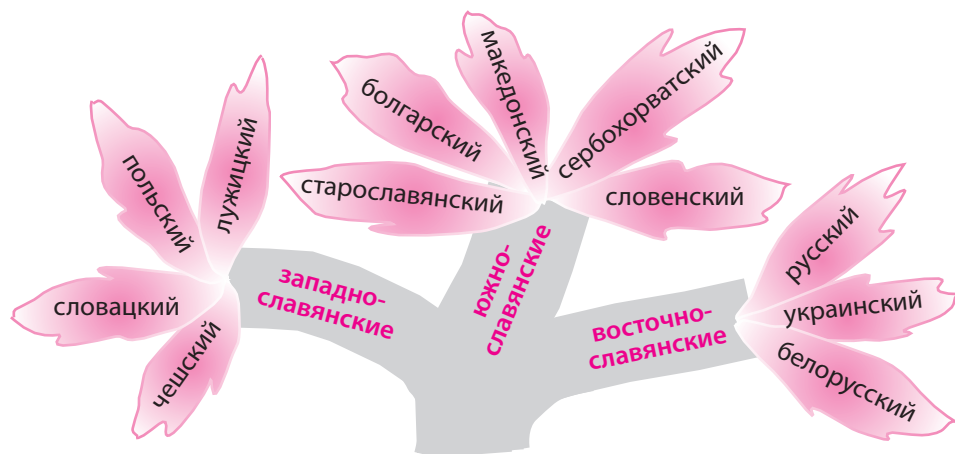 лужицкий
польский
словацкий
чешский
западно-
славянские
старославянский
болгарский
македонский
сербохорватский
словенский
южно-
славянские
русский
украинский
белорусский
восточно-
славянские